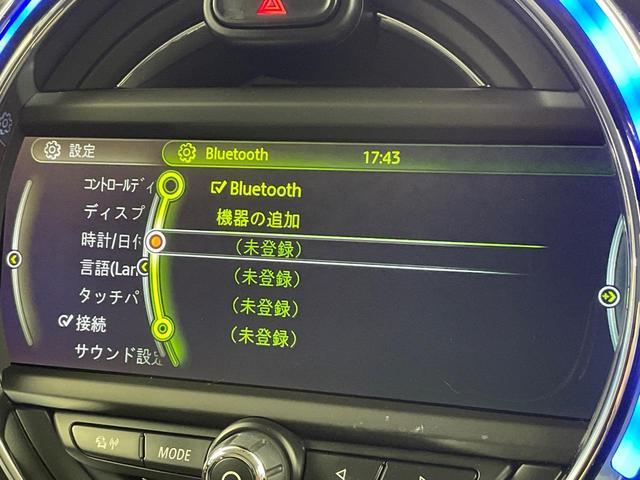 設定
Bluetooth 17:43
コントロールディ
ディスプ
時計/日付
言語(Lan
タッチパ
接続
サウンド設定
Bluetooth
機器の追加
(未登録)
(未登録)
(未登録)
(未登録)
MODE